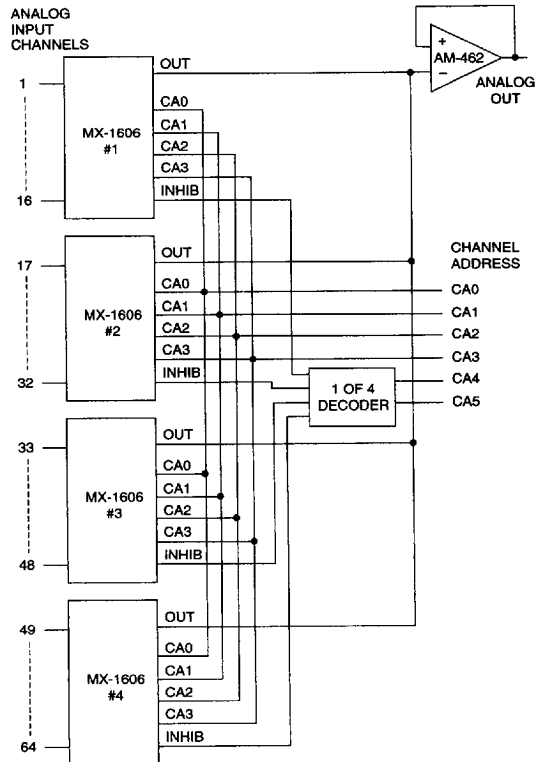 ANALOG
INPUT
CHANNELS
1
16
MX-1606
#1
OUT
CA0
CA1
CA2
CA3
INHIB
+
AM-462
−
ANALOG
OUT
17
32
MX-1606
#2
OUT
CA0
CA1
CA2
CA3
INHIB
CHANNEL
ADDRESS
CA0
CA1
CA2
CA3
CA4
CA5
1 OF 4
DECODER
33
48
MX-1606
#3
OUT
CA0
CA1
CA2
CA3
INHIB
49
64
MX-1606
#4
OUT
CA0
CA1
CA2
CA3
INHIB